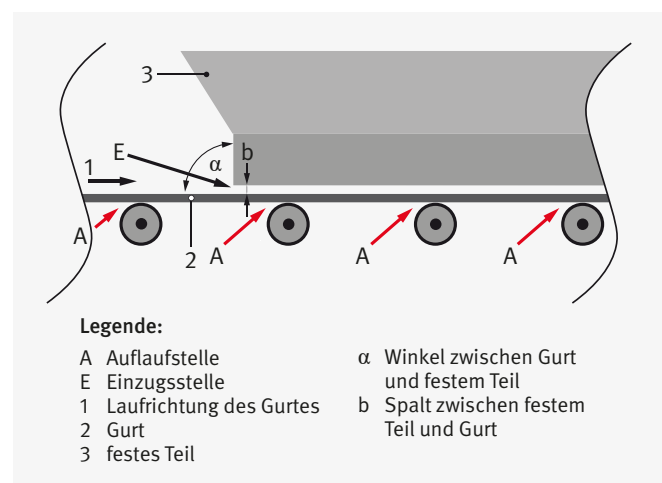 3
E
b
α
1
A
2
A
A
A
Legende:
A Auflaufstelle
E Einzugsstelle
1 Laufrichtung des Gurtes
2 Gurt
3 festes Teil
α Winkel zwischen Gurt
und festem Teil
b Spalt zwischen festem
Teil und Gurt